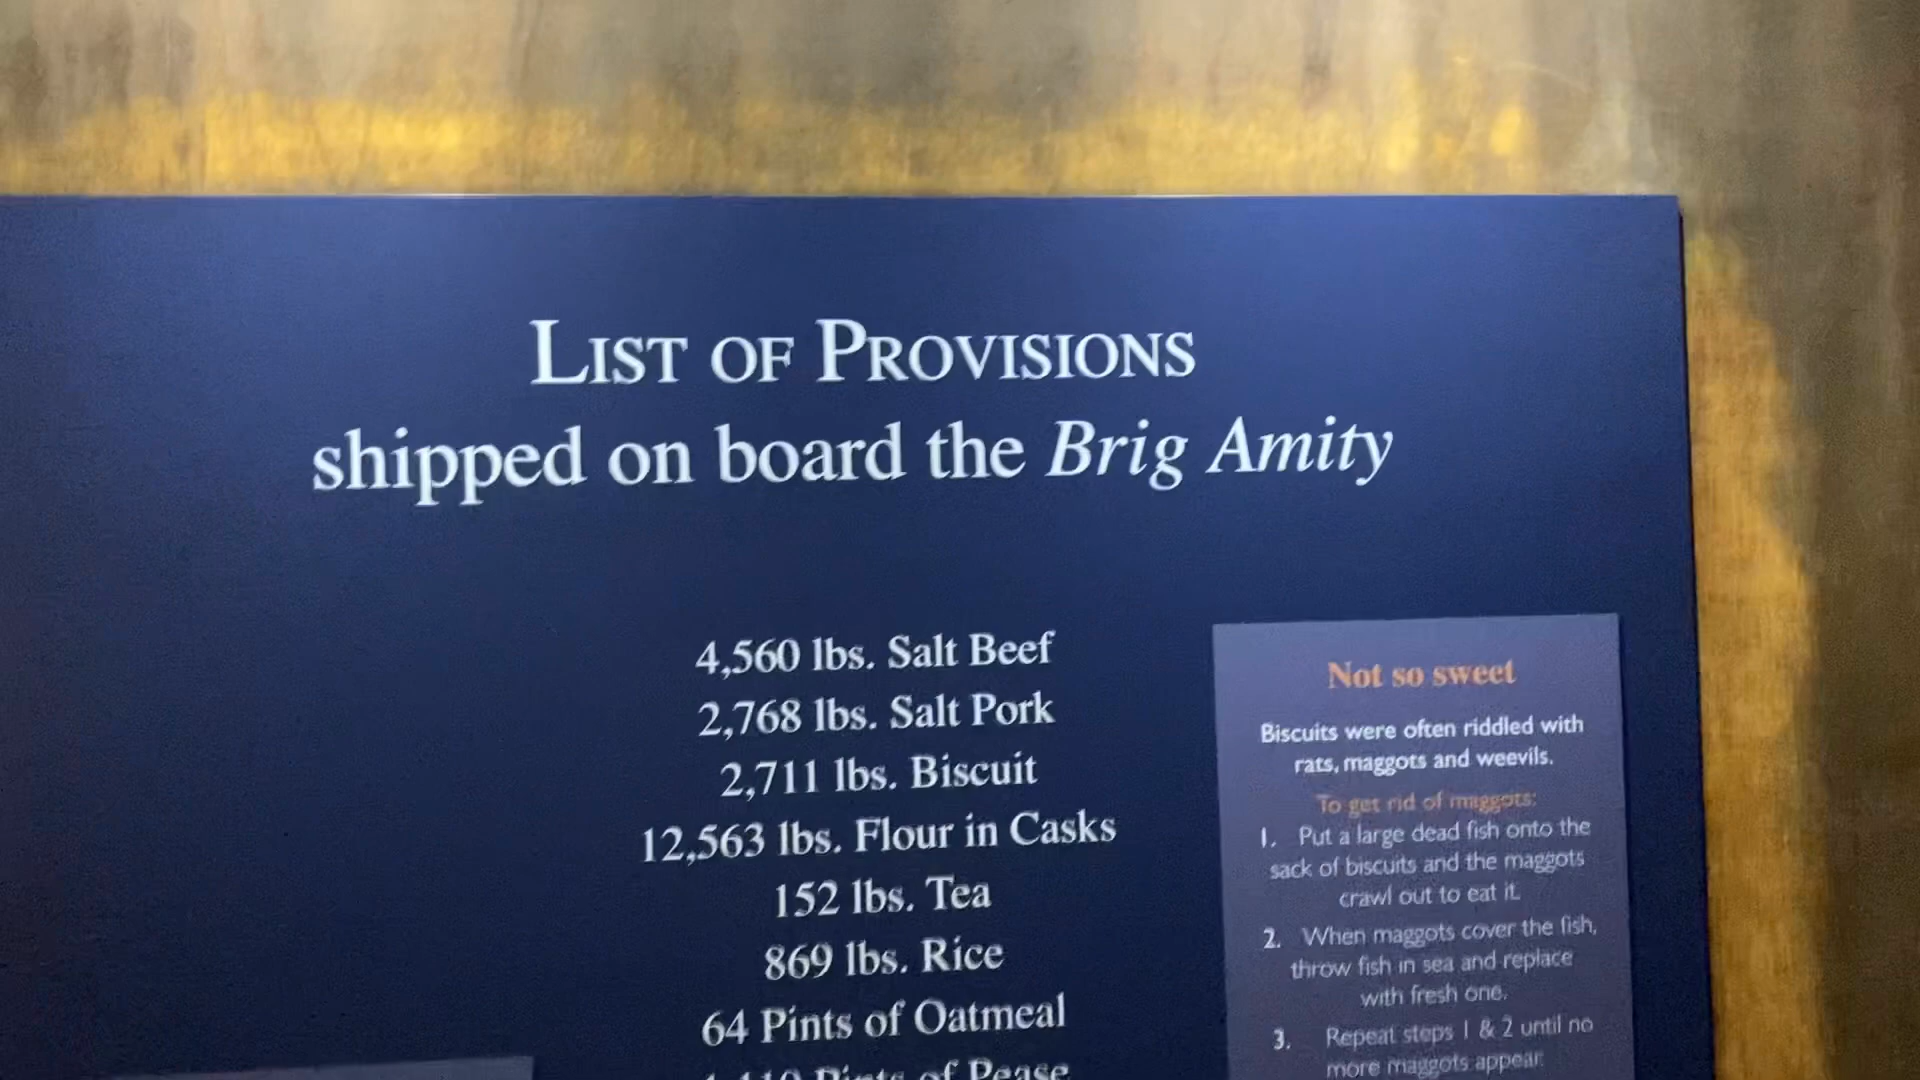 LIST OF PROVISIONS
shipped on board the Brig Amity
4,560 lbs. Salt Beef
2,768 lbs. Salt Pork
2,711 lbs. Biscuit
12,563 lbs. Flour in Casks
152 lbs. Tea
869 lbs. Rice
64 Pints of Oatmeal
Pints of Pease
Not so sweet
Biscuits were often riddled with
rats, maggots and weevils.
To get rid of maggots:
1. Put a large dead fish onto the
sack of biscuits and the maggots
crawl out to eat it.
2. When maggots cover the fish,
throw fish in sea and replace
with fresh one.
3. Repeat steps 1 & 2 until no
more maggots appear.